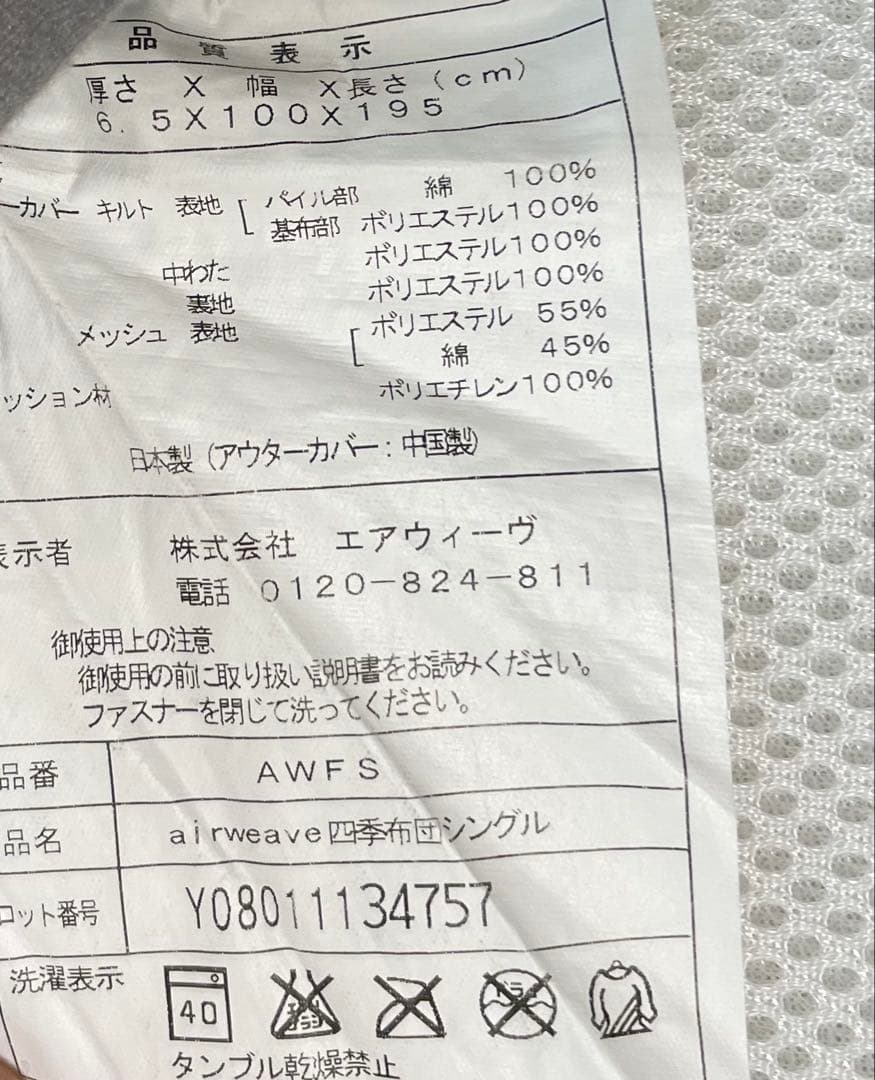 品質表示
厚さ X 幅 X長さ(cm)
6.5X100X195
ーカバー キルト 表地[ パイル部 綿 100%
基布部 ポリエステル100%
中わた ポリエステル100%
裏地 ポリエステル100%
メッシュ 表地 [ ポリエステル 55%
綿 45%
ッション材 ポリエチレン100%
日本製(アウターカバー:中国製)
表示者 株式会社 エアウィーヴ
電話 0120-824-811
御使用上の注意
御使用の前に取り扱い説明書をお読みください。
ファスナーを閉じて洗ってください。
品番 AWFS
品名 airweave四季布団シングル
ロット番号 Y08011134757
洗濯表示
40
タンブル乾燥禁止